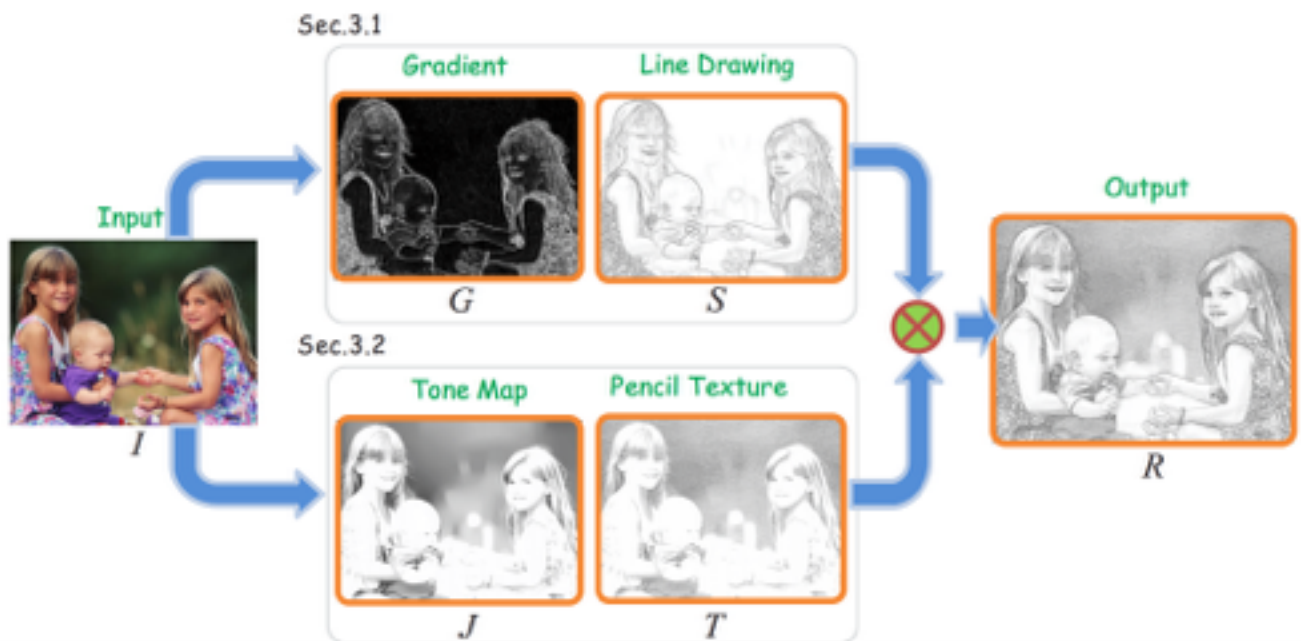 Sec.3.1
Gradient
Line Drawing
G
S
Input
I
Sec.3.2
Tone Map
Pencil Texture
J
T
Output
R